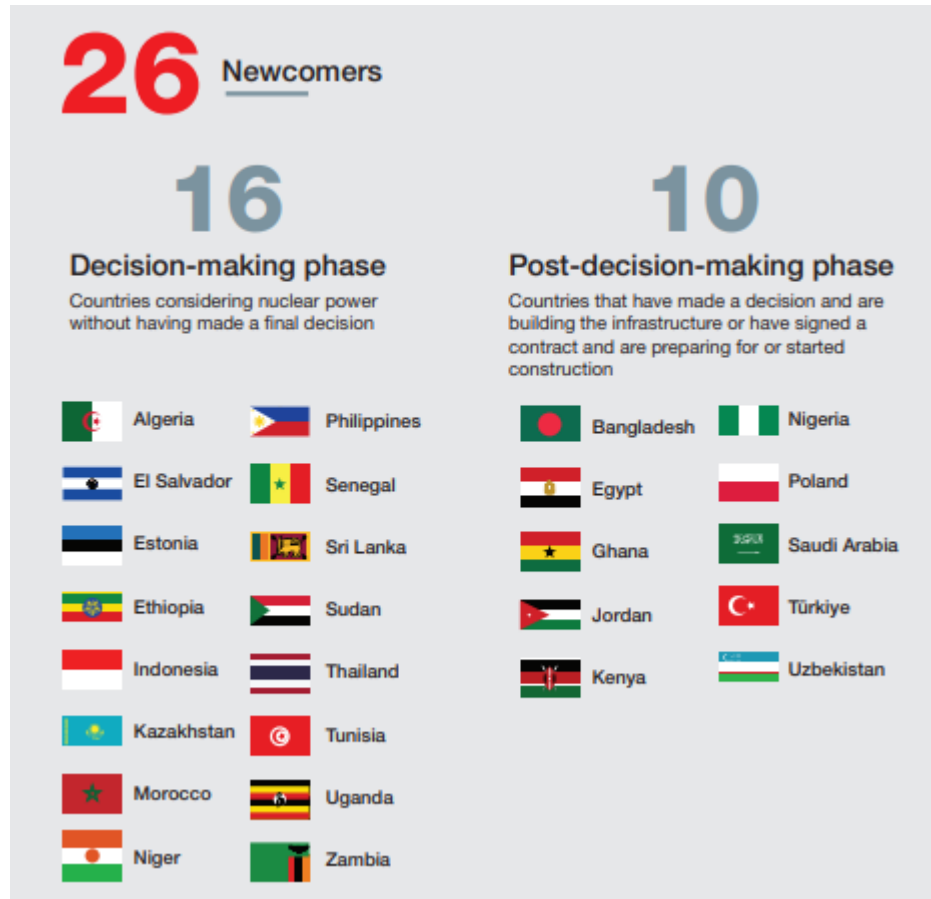 26 Newcomers
16
Decision-making phase
Countries considering nuclear power
without having made a final decision
Algeria
El Salvador
Estonia
Ethiopia
Indonesia
Kazakhstan
Morocco
Niger
Philippines
Senegal
Sri Lanka
Sudan
Thailand
Tunisia
Uganda
Zambia
10
Post-decision-making phase
Countries that have made a decision and are
building the infrastructure or have signed a
contract and are preparing for or started
construction
Bangladesh
Egypt
Ghana
Jordan
Kenya
Nigeria
Poland
Saudi Arabia
Türkiye
Uzbekistan